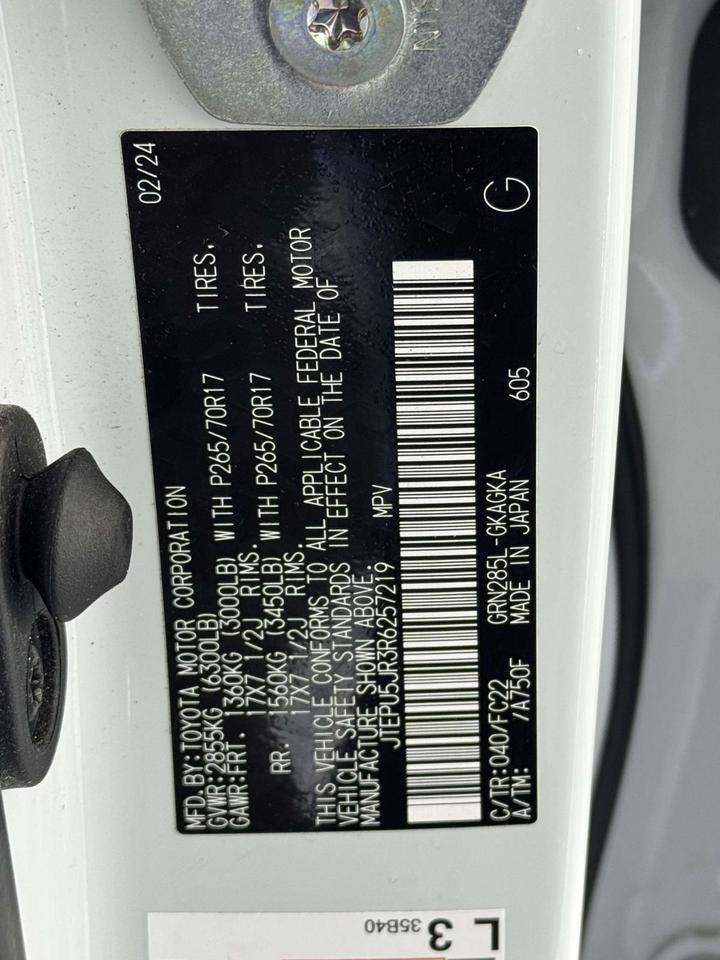 MFD.BY:TOYOTA MOTOR CORPORATION 02/24
GVWR:2855KG (6300LB)
GAWR:FRT. 1360KG (3000LB) WITH P265/70R17 TIRES.
17X7 1/2J RIMS.
RR. 1560KG (3450LB) WITH P265/70R17 TIRES.
17X7 1/2J RIMS.
THIS VEHICLE CONFORMS TO ALL APPLICABLE FEDERAL MOTOR
VEHICLE SAFETY STANDARDS IN EFFECT ON THE DATE OF
MANUFACTURE SHOWN ABOVE.
JTEPU5JR3R6257219 MPV
C/TR:040/FC22 GRN285L-GKAGKA
A/TM: /A750F MADE IN JAPAN 605 G
L 3
35B40